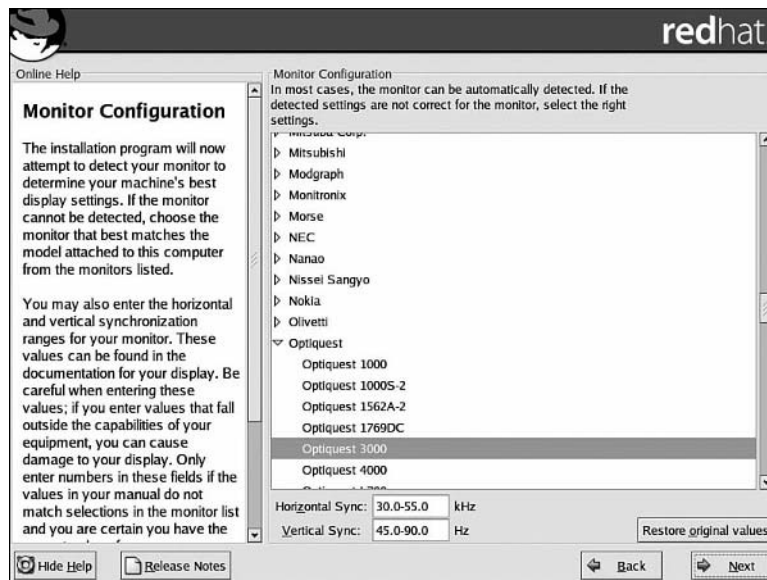 redhat
Online Help
Monitor Configuration
The installation program will now
attempt to detect your monitor to
determine your machine's best
display settings. If the monitor
cannot be detected, choose the
monitor that best matches the
model attached to this computer
from the monitors listed.
You may also enter the horizontal
and vertical synchronization
ranges for your monitor. These
values can be found in the
documentation for your display. Be
careful when entering these
values; if you enter values that fall
outside the capabilities of your
equipment, you can cause
damage to your display. Only
enter numbers in these fields if the
values in your manual do not
match selections in the monitor list
and you are certain you have the
Monitor Configuration
In most cases, the monitor can be automatically detected. If the
detected settings are not correct for the monitor, select the right
settings.
Mitsuba Corp.
Mitsubishi
Modgraph
Monitronix
Morse
NEC
Nanao
Nissei Sangyo
Nokia
Olivetti
Optiquest
Optiquest 1000
Optiquest 1000S-2
Optiquest 1562A-2
Optiquest 1769DC
Optiquest 3000
Optiquest 4000
Horizontal Sync: 30.0-55.0 kHz
Vertical Sync: 45.0-90.0 Hz
Restore original values
Hide Help
Release Notes
Back
Next